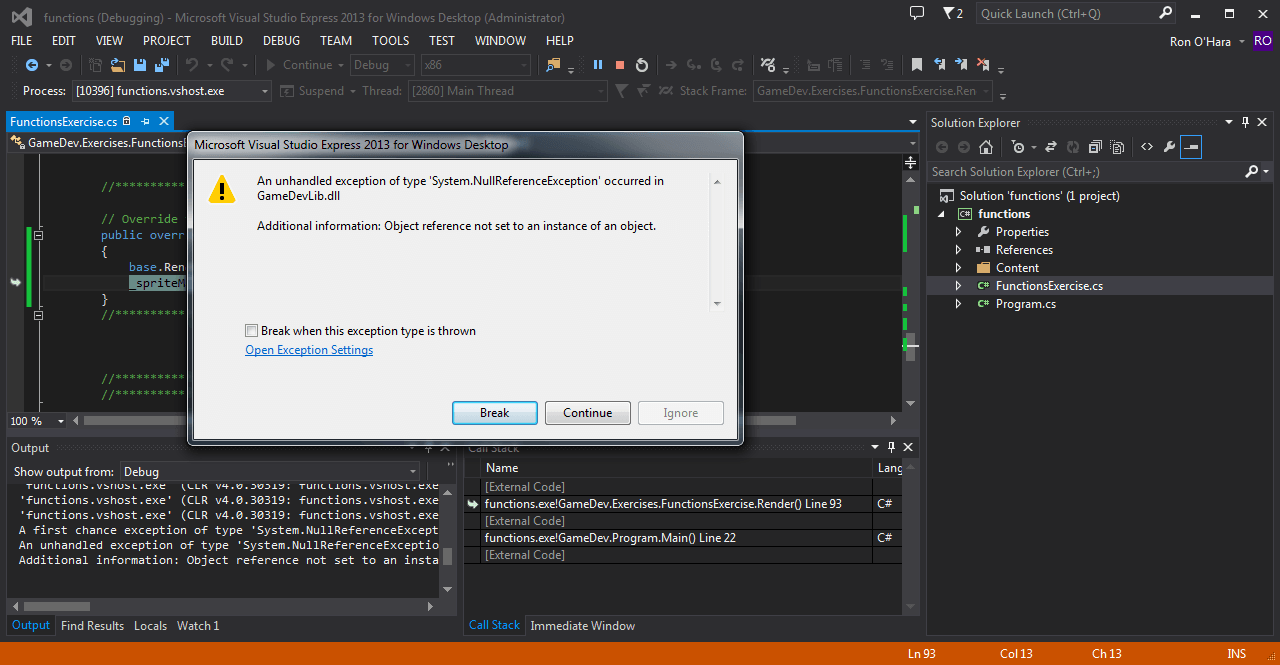 functions (Debugging) - Microsoft Visual Studio Express 2013 for Windows Desktop (Administrator)
2
Quick Launch (Ctrl+Q)
FILE EDIT VIEW PROJECT BUILD DEBUG TEAM TOOLS TEST WINDOW HELP
Ron O'Hara RO
Continue Debug x86
Process: [10396] functions.vshost.exe Suspend Thread: [2860] Main Thread Stack Frame: GameDev.Exercises.FunctionsExercise.Ren
FunctionsExercise.cs
GameDev.Exercises.FunctionsE
//**********
// Override
public overr
{
base.Ren
_spriteM
}
//**********
//**********
//**********
100 %
Microsoft Visual Studio Express 2013 for Windows Desktop
An unhandled exception of type 'System.NullReferenceException' occurred in
GameDevLib.dll
Additional information: Object reference not set to an instance of an object.
Break when this exception type is thrown
Open Exception Settings
Break Continue Ignore
Solution Explorer
Search Solution Explorer (Ctrl+;)
Solution 'functions' (1 project)
C# functions
Properties
References
Content
C# FunctionsExercise.cs
C# Program.cs
Output
Show output from: Debug
'functions.vshost.exe' (CLR v4.0.30319: functions.vshost.exe
'functions.vshost.exe' (CLR v4.0.30319: functions.vshost.exe
'functions.vshost.exe' (CLR v4.0.30319: functions.vshost.exe
A first chance exception of type 'System.NullReferenceExcept
An unhandled exception of type 'System.NullReferenceExceptio
Additional information: Object reference not set to an insta
Output Find Results Locals Watch 1
Call Stack
Name Lang
[External Code]
functions.exe!GameDev.Exercises.FunctionsExercise.Render() Line 93 C#
[External Code]
functions.exe!GameDev.Program.Main() Line 22 C#
[External Code]
Call Stack Immediate Window
Ln 93 Col 13 Ch 13 INS